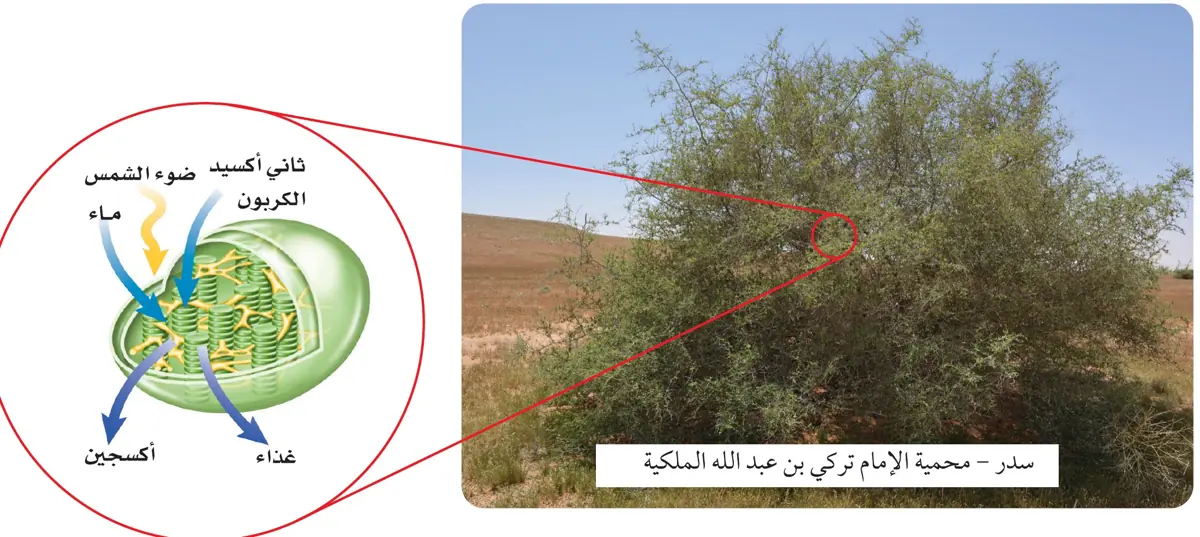 ثاني أكسيد
الكربون
ضوء الشمس
ماء
أكسجين
غذاء
سدر - محمية الإمام تركي بن عبد الله الملكية